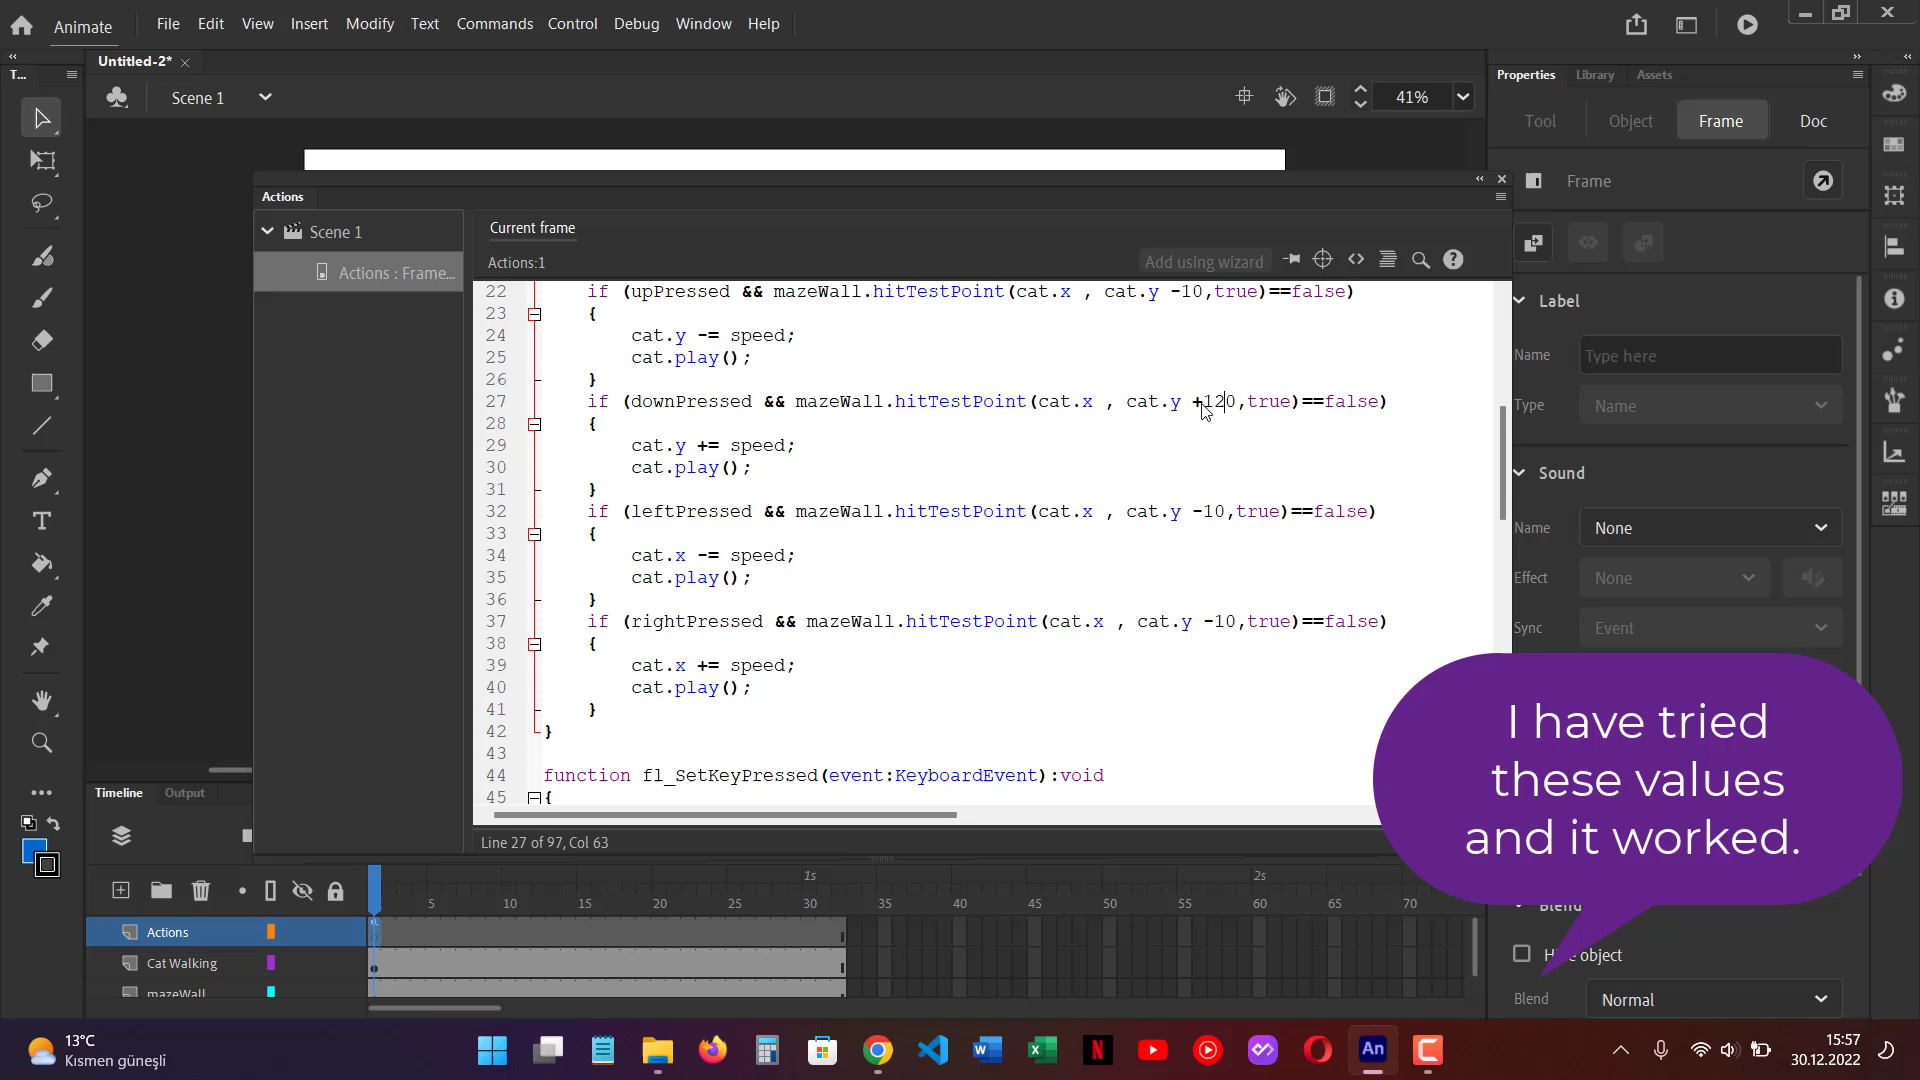 Animate File Edit View Insert Modify Text Commands Control Debug Window Help
Untitled-2*
T...
Properties Library Assets
Scene 1
41%
Tool Object Frame Doc
Actions
Frame
Scene 1
Current frame
Actions : Frame...
Actions:1
Add using wizard
22 if (upPressed && mazeWall.hitTestPoint(cat.x , cat.y -10,true)==false)
23 {
24 cat.y -= speed;
25 cat.play();
26 }
27 if (downPressed && mazeWall.hitTestPoint(cat.x , cat.y +120,true)==false)
28 {
29 cat.y += speed;
30 cat.play();
31 }
32 if (leftPressed && mazeWall.hitTestPoint(cat.x , cat.y -10,true)==false)
33 {
34 cat.x -= speed;
35 cat.play();
36 }
37 if (rightPressed && mazeWall.hitTestPoint(cat.x , cat.y -10,true)==false)
38 {
39 cat.x += speed;
40 cat.play();
41 }
42 }
43
44 function fl_SetKeyPressed(event:KeyboardEvent):void
45 {
Line 27 of 97, Col 63
Label
Name Type here
Type Name
Sound
Name None
Effect None
Sync Event
I have tried
these values
and it worked.
Blend
Hide object
Blend Normal
Timeline Output
1s 2s
5 10 15 20 25 30 35 40 45 50 55 60 65 70
Actions
Cat Walking
mazeWall
13°C
Kısmen güneşli
15:57
30.12.2022